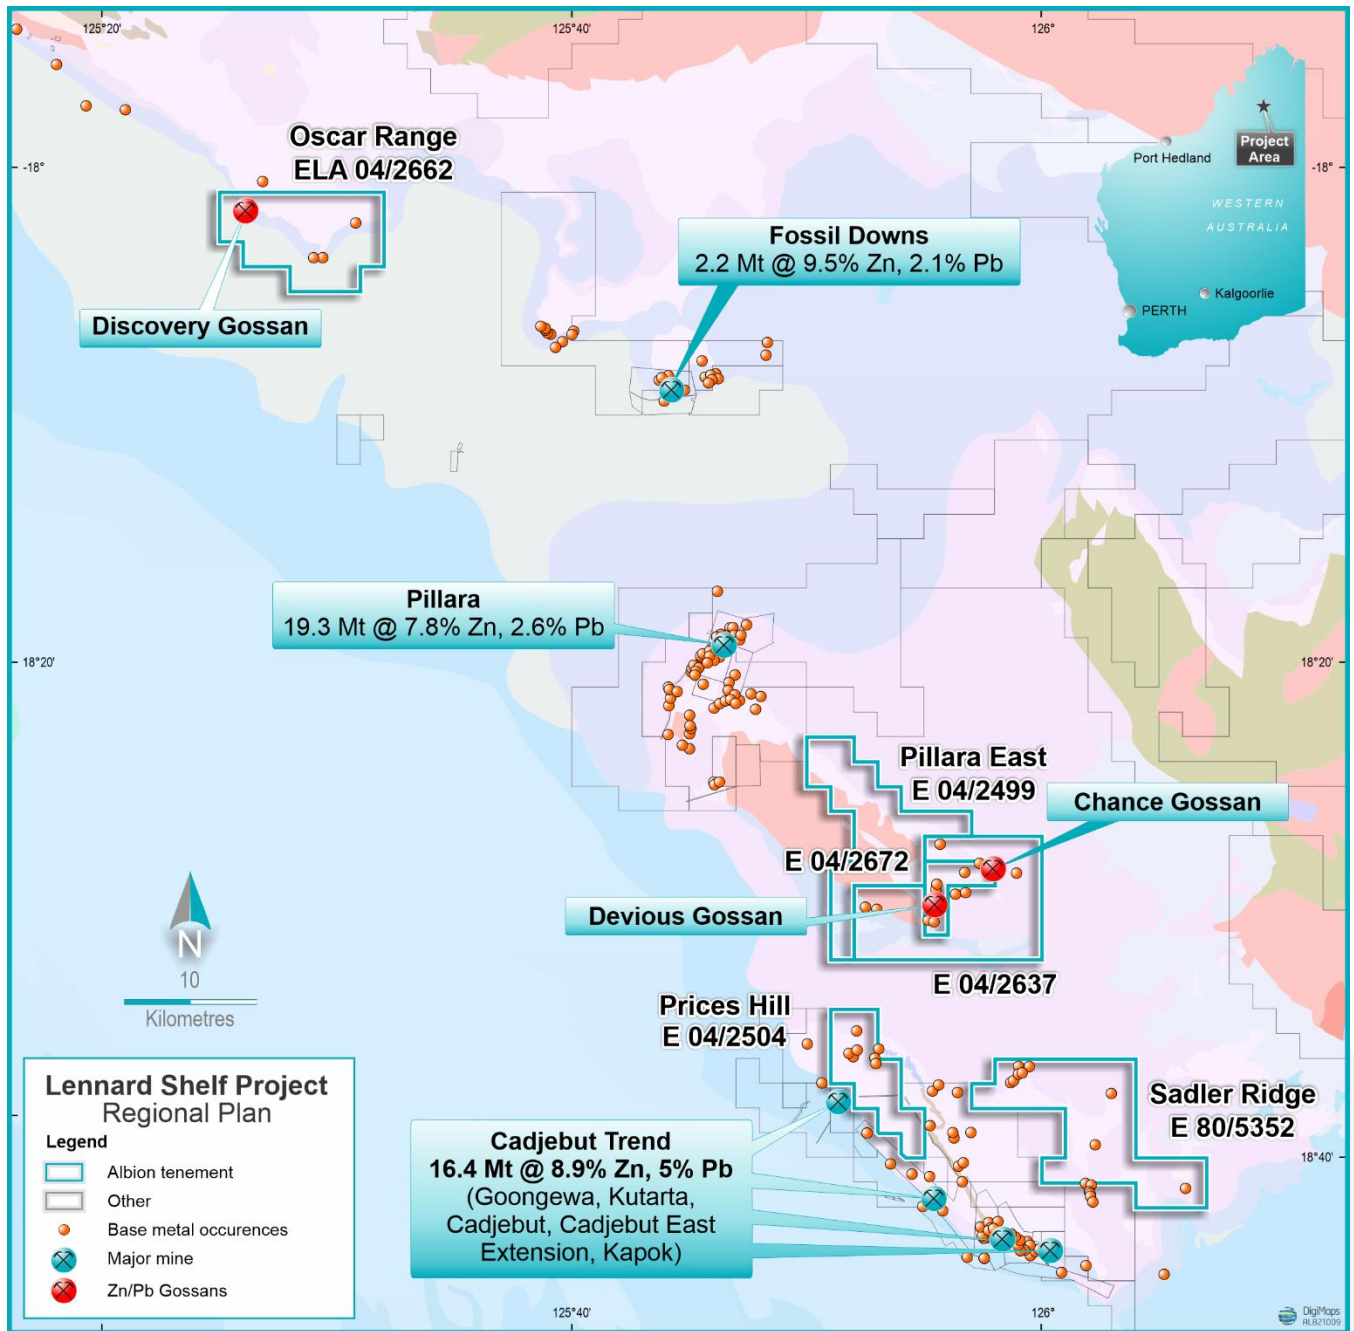 125°20'
125°40'
126°
Oscar Range
ELA 04/2662
-18°
-18°
Port Hedland
Project
Area
WESTERN
AUSTRALIA
Kalgoorlie
PERTH
Fossil Downs
2.2 Mt @ 9.5% Zn, 2.1% Pb
Discovery Gossan
Pillara
19.3 Mt @ 7.8% Zn, 2.6% Pb
18°20'
18°20'
Pillara East
E 04/2499
Chance Gossan
E 04/2672
Devious Gossan
E 04/2637
N
10
Kilometres
Prices Hill
E 04/2504
Sadler Ridge
E 80/5352
Cadjebut Trend
16.4 Mt @ 8.9% Zn, 5% Pb
(Goongewa, Kutarta,
Cadjebut, Cadjebut East
Extension, Kapok)
18°40'
Lennard Shelf Project
Regional Plan
Legend
Albion tenement
Other
Base metal occurences
Major mine
Zn/Pb Gossans
125°40'
126°
DigiMaps
ALB21009